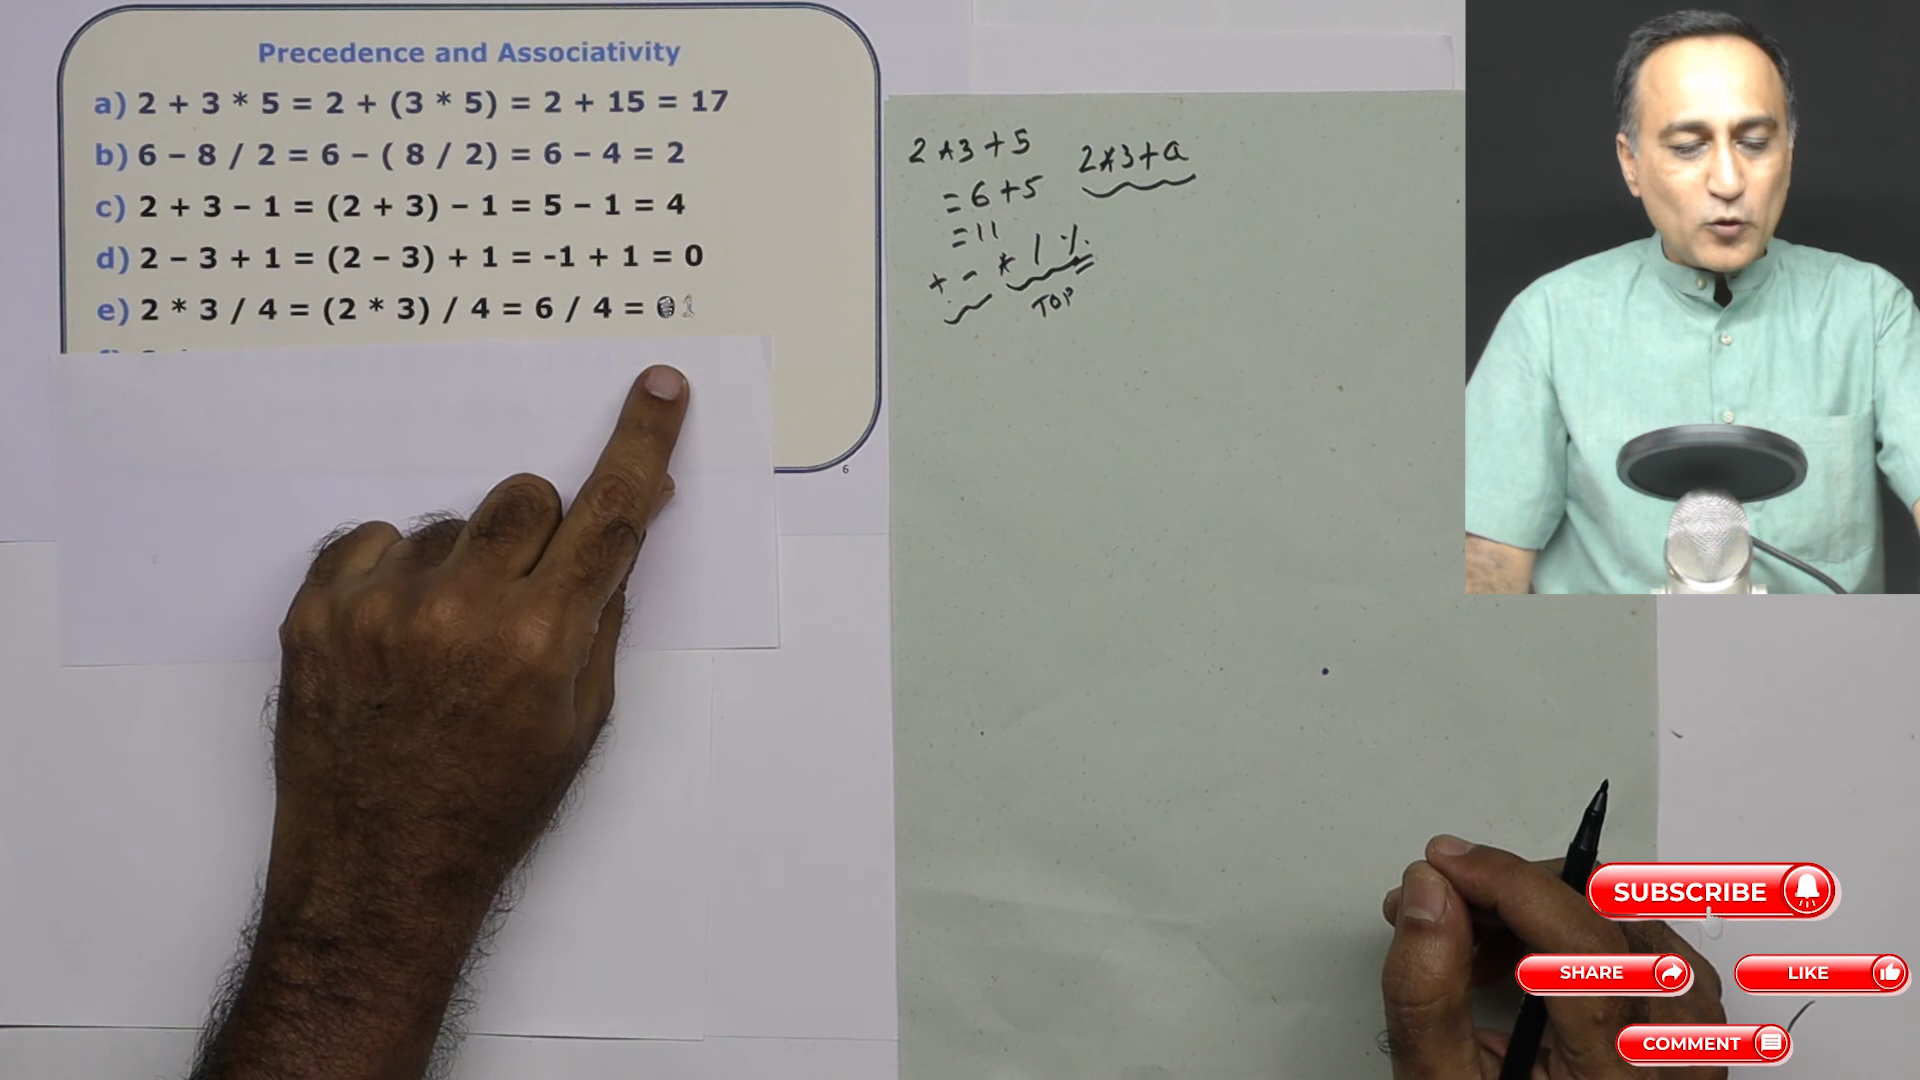 Precedence and Associativity
a) 2 + 3 * 5 = 2 + (3 * 5) = 2 + 15 = 17
b) 6 – 8 / 2 = 6 – ( 8 / 2) = 6 – 4 = 2
c) 2 + 3 – 1 = (2 + 3) – 1 = 5 – 1 = 4
d) 2 – 3 + 1 = (2 – 3) + 1 = -1 + 1 = 0
e) 2 * 3 / 4 = (2 * 3) / 4 = 6 / 4 = 1
6
2 * 3 + 5
= 6 + 5
= 11
2 * 3 + a
+ - * / %
TOP
SUBSCRIBE
SHARE
LIKE
COMMENT